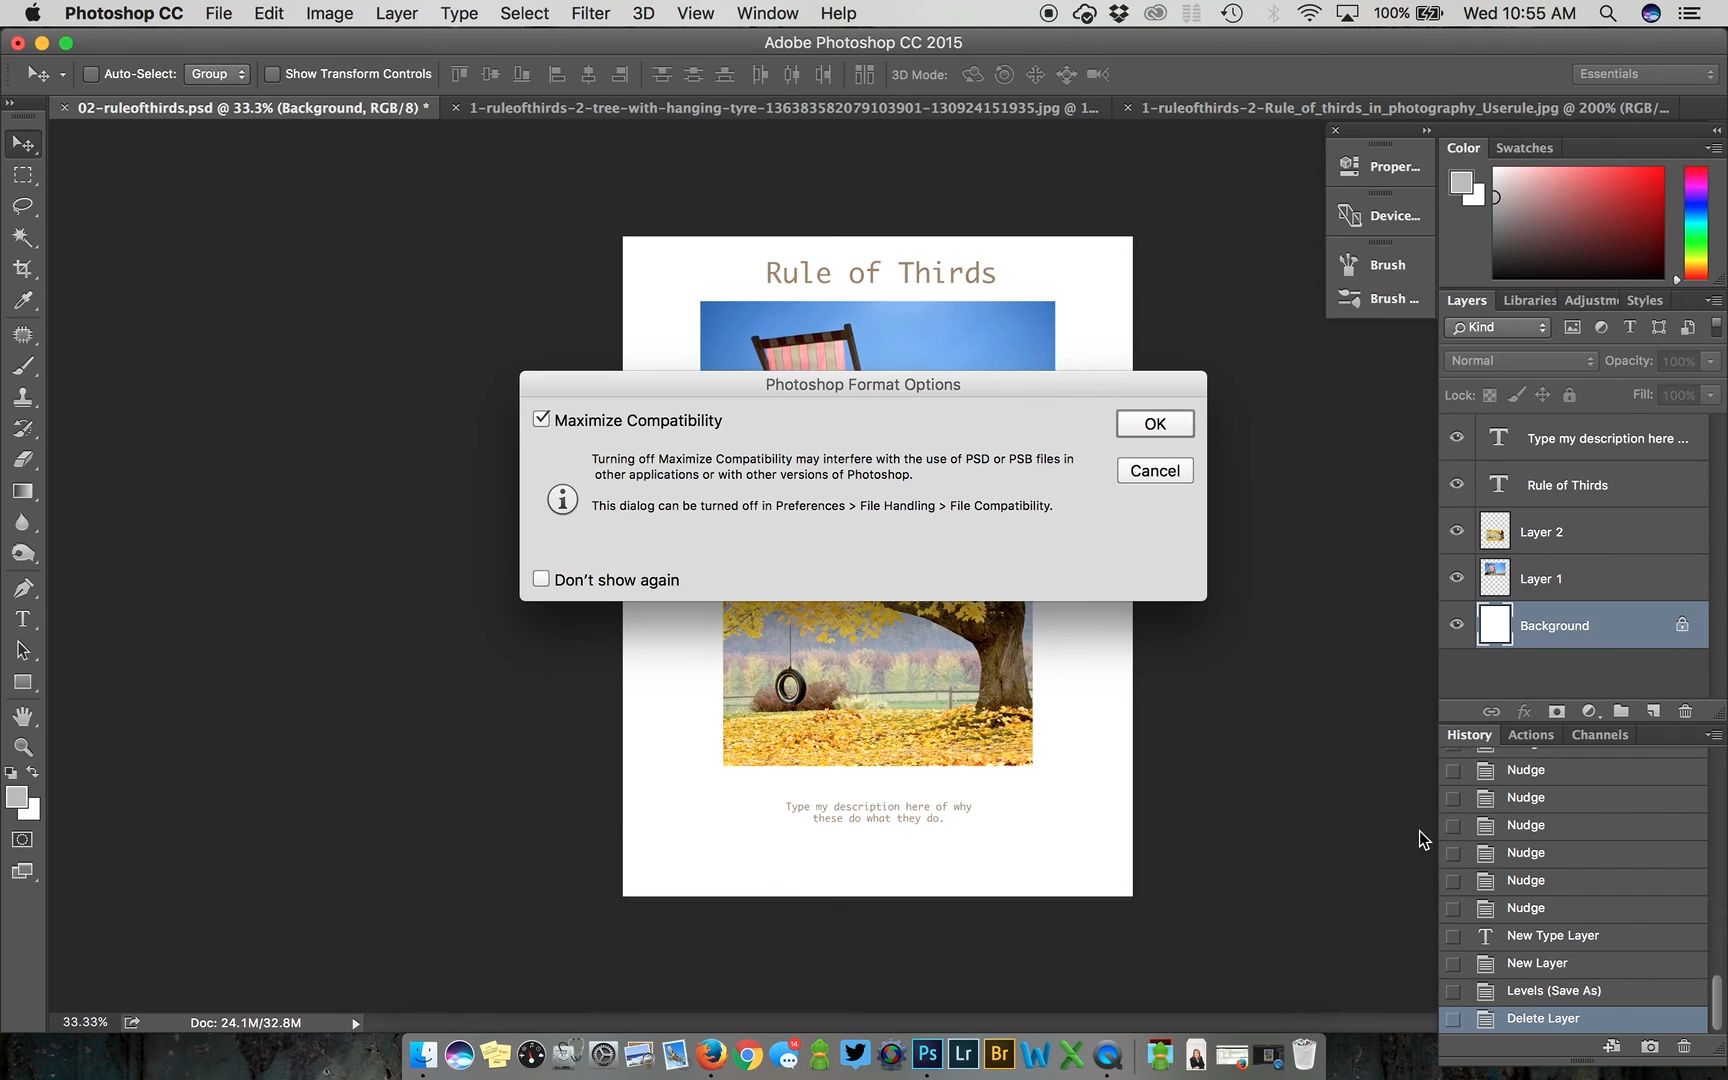 Photoshop CC File Edit Image Layer Type Select Filter 3D View Window Help 14 100% Wed 10:55 AM
Adobe Photoshop CC 2015
Auto-Select: Group Show Transform Controls 3D Mode: Essentials
02-ruleofthirds.psd @ 33.3% (Background, RGB/8) * 1-ruleofthirds-2-tree-with-hanging-tyre-136383582079103901-130924151935.jpg @ 1... 1-ruleofthirds-2-Rule_of_thirds_in_photography_Userule.jpg @ 200% (RGB/...
Proper...
Device...
Brush
Brush ...
Color Swatches
Layers Libraries Adjustm Styles
Kind
Normal Opacity: 100%
Lock: Fill: 100%
Type my description here ...
Rule of Thirds
Layer 2
Layer 1
Background
fx
History Actions Channels
Nudge
Nudge
Nudge
Nudge
Nudge
Nudge
New Type Layer
New Layer
Levels (Save As)
Delete Layer
Rule of Thirds
Photoshop Format Options
Maximize Compatibility
OK
Turning off Maximize Compatibility may interfere with the use of PSD or PSB files in
other applications or with other versions of Photoshop.
Cancel
This dialog can be turned off in Preferences > File Handling > File Compatibility.
Don't show again
Type my description here of why
these do what they do.
33.33% Doc: 24.1M/32.8M
14
Ps Lr Br W X